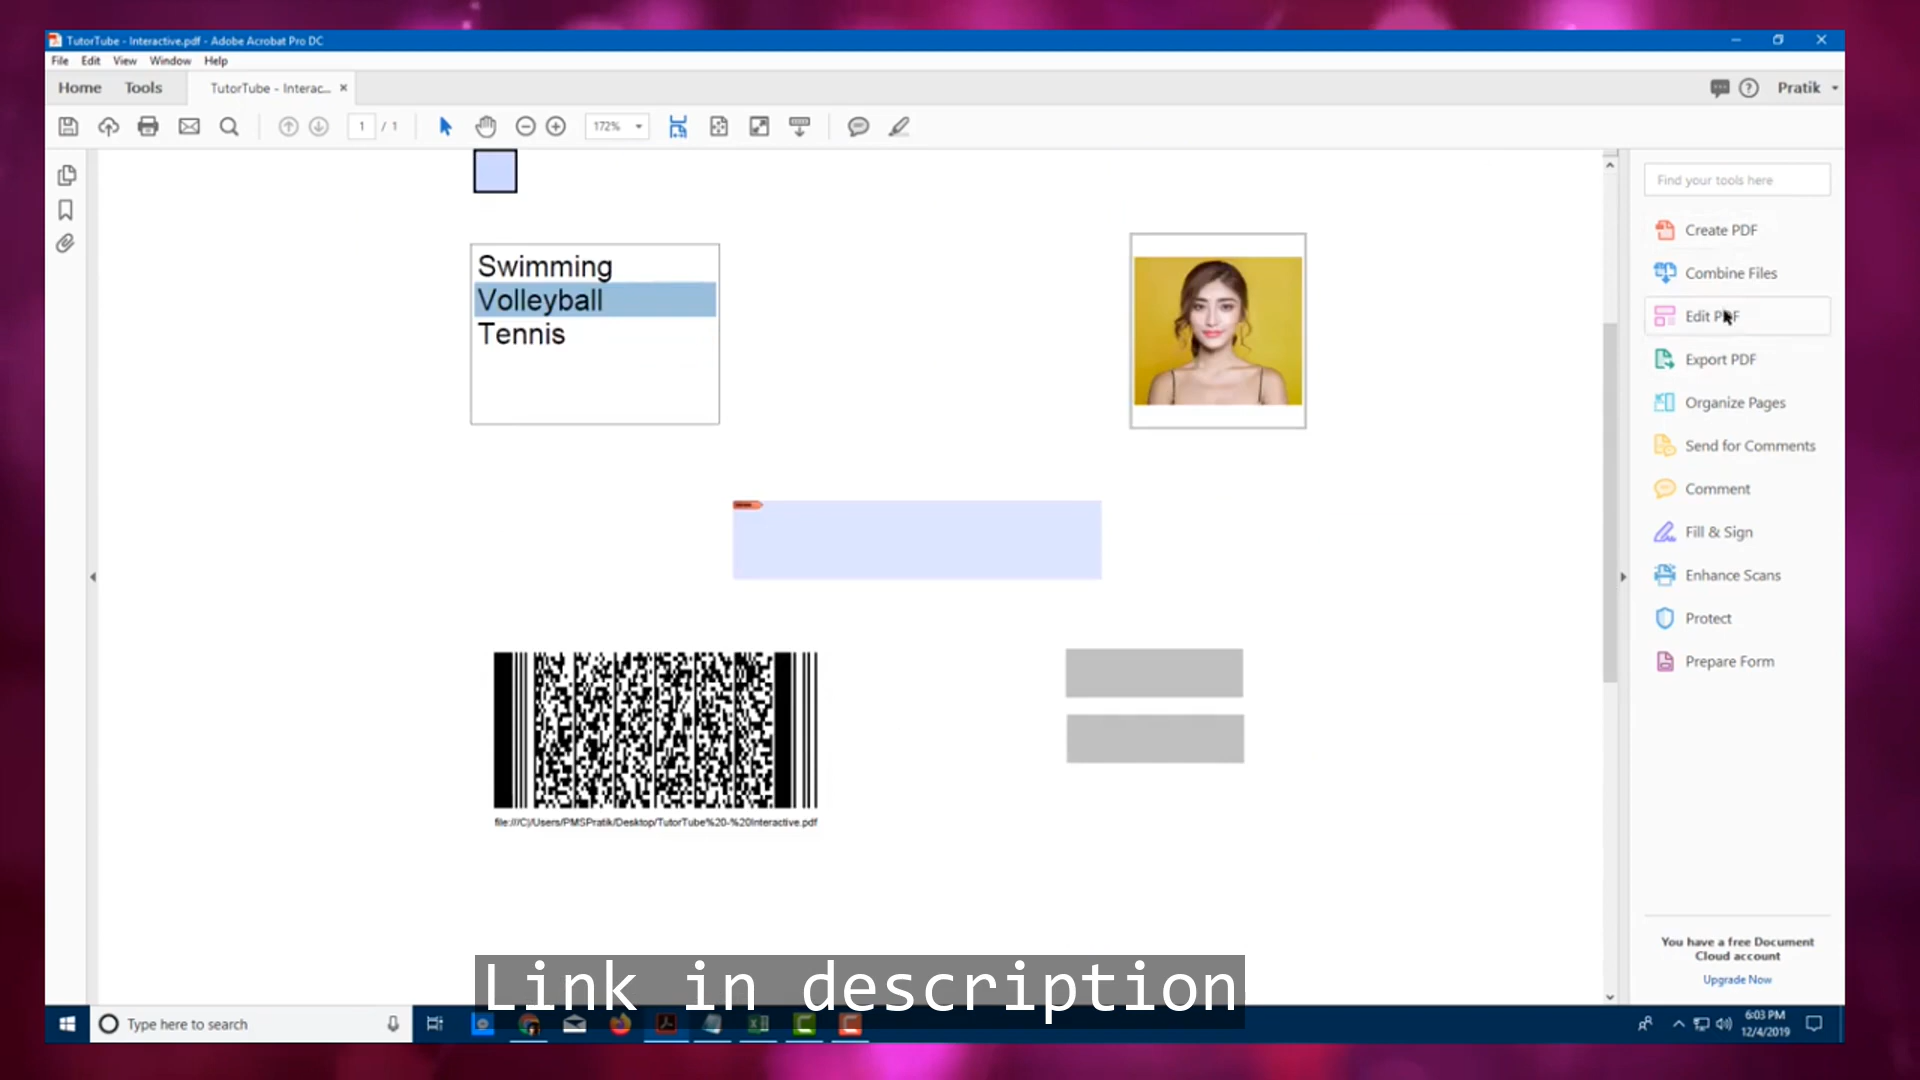 TutorTube - Interactive.pdf - Adobe Acrobat Pro DC
File Edit View Window Help
Home Tools TutorTube - Interac... × Pratik
1 / 1 172%
Find your tools here
Create PDF
Combine Files
Edit PDF
Export PDF
Organize Pages
Send for Comments
Comment
Fill & Sign
Enhance Scans
Protect
Prepare Form
Swimming
Volleyball
Tennis
file:///C|/Users/PMSPratik/Desktop/TutorTube%20-%20Interactive.pdf
You have a free Document
Cloud account
Upgrade Now
Link in description
Type here to search
6:03 PM
12/4/2019